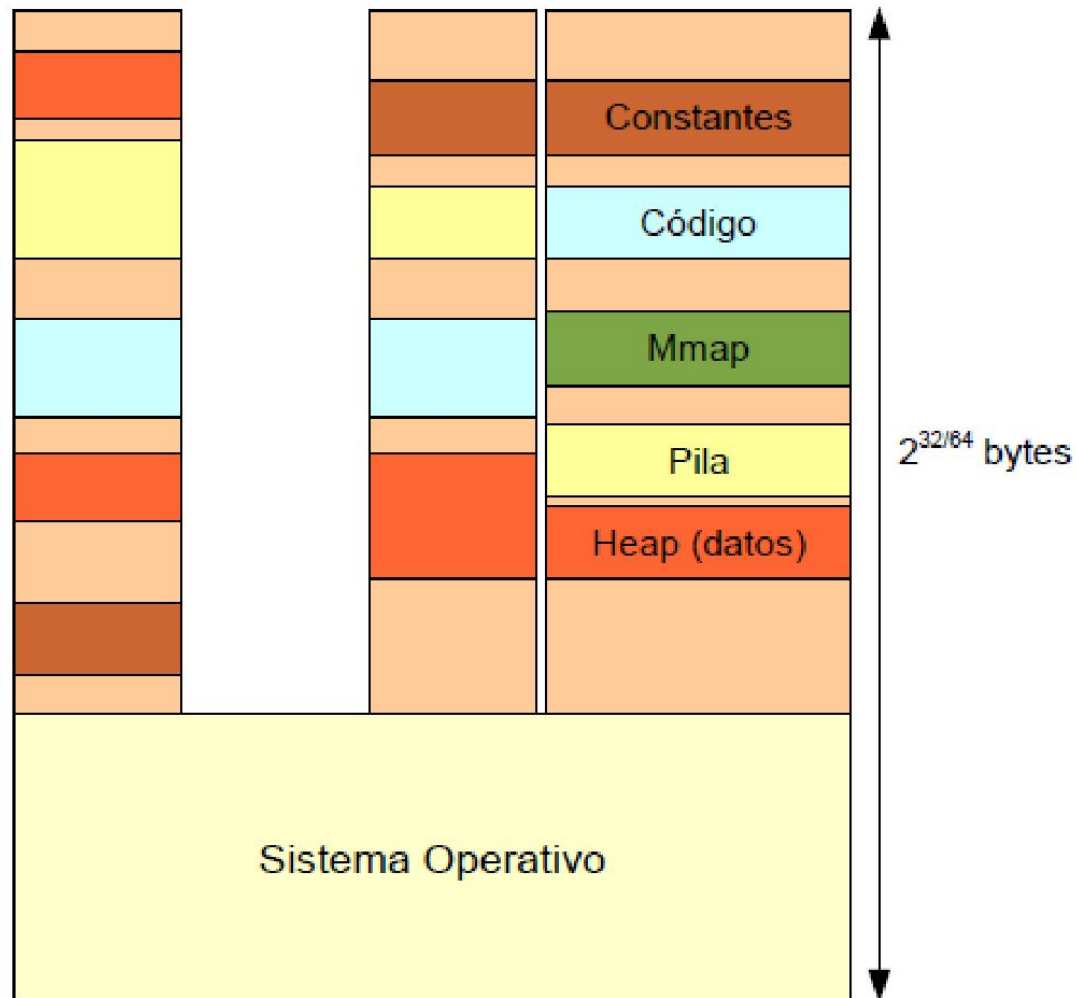 Constantes
Código
Mmap
2^32/64 bytes
Pila
Heap (datos)
Sistema Operativo